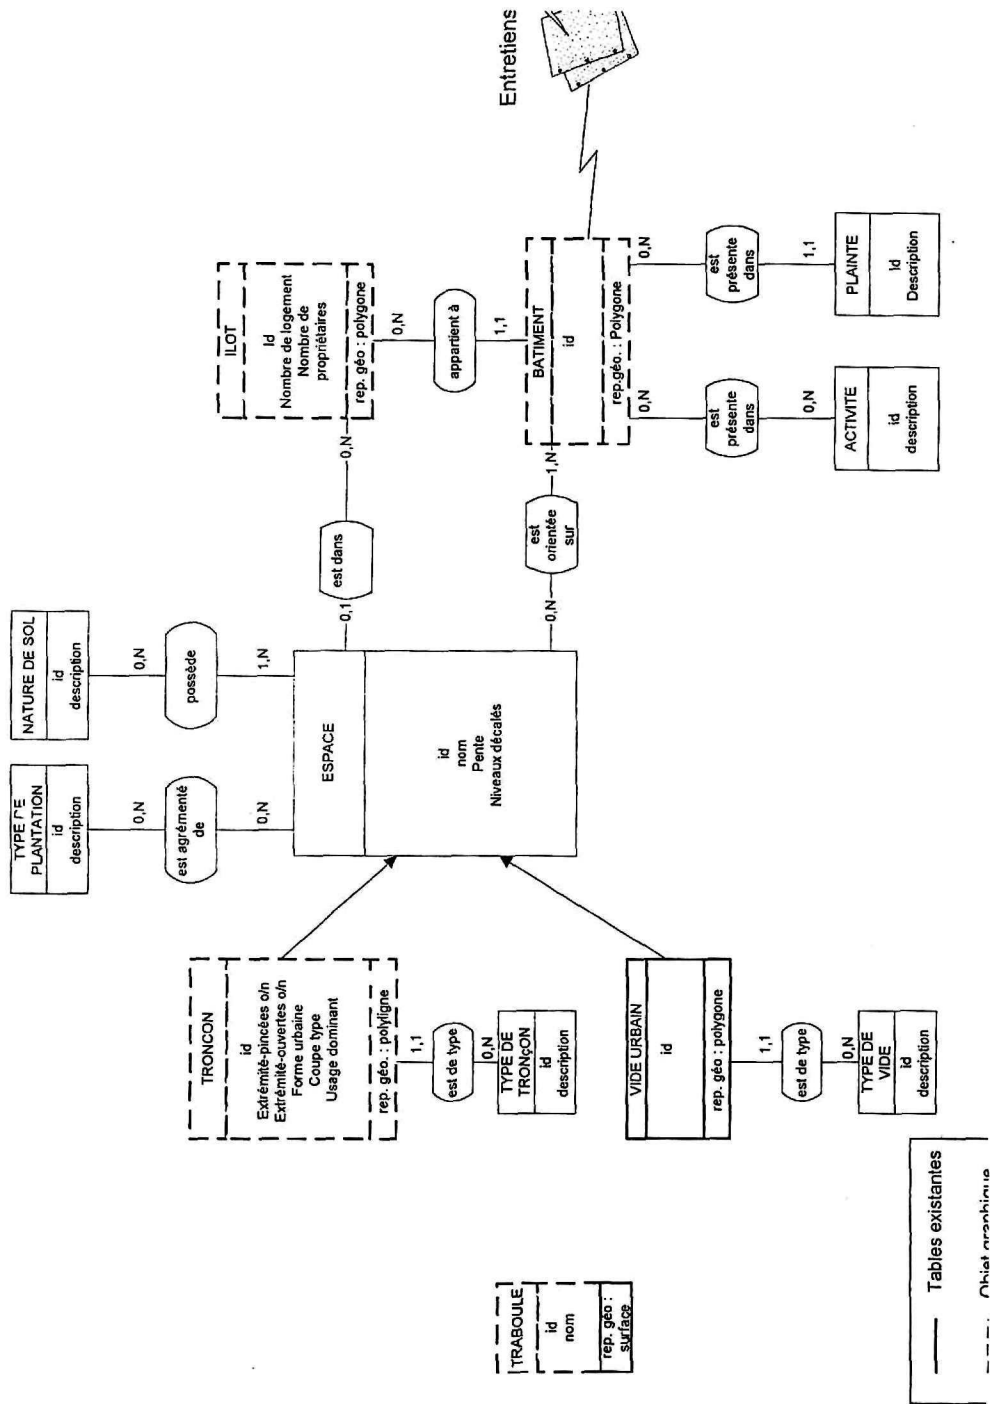 Entretiens
ILOT
Id
Nombre de logement
Nombre de
propriétaires
rep. géo : polygone
0,N
0,N
appartient à
1,1
BATIMENT
id
rep.géo. : Polygone
0,N
est
présente
dans
1,1
PLAINTE
Id
Description
0,N
est
présente
dans
0,N
ACTIVITE
id
description
est dans
0,1
1,N
est
orientée
sur
0,N
NATURE DE SOL
id
description
0,N
possède
1,N
TYPE DE
PLANTATION
id
description
0,N
est agrémenté
de
0,N
ESPACE
id
nom
Pente
Niveaux décalés
TRONCON
id
Extrémité-pincées o/n
Extrémité-ouvertes o/n
Forme urbaine
Coupe type
Usage dominant
rep. géo. : polyligne
1,1
est de type
0,N
TYPE DE
TRONçON
id
description
VIDE URBAIN
id
rep. géo : polygone
1,1
est de type
0,N
TYPE DE
VIDE
id
description
TRABOULE
id
nom
rep. géo :
surface
Tables existantes
Objet graphique